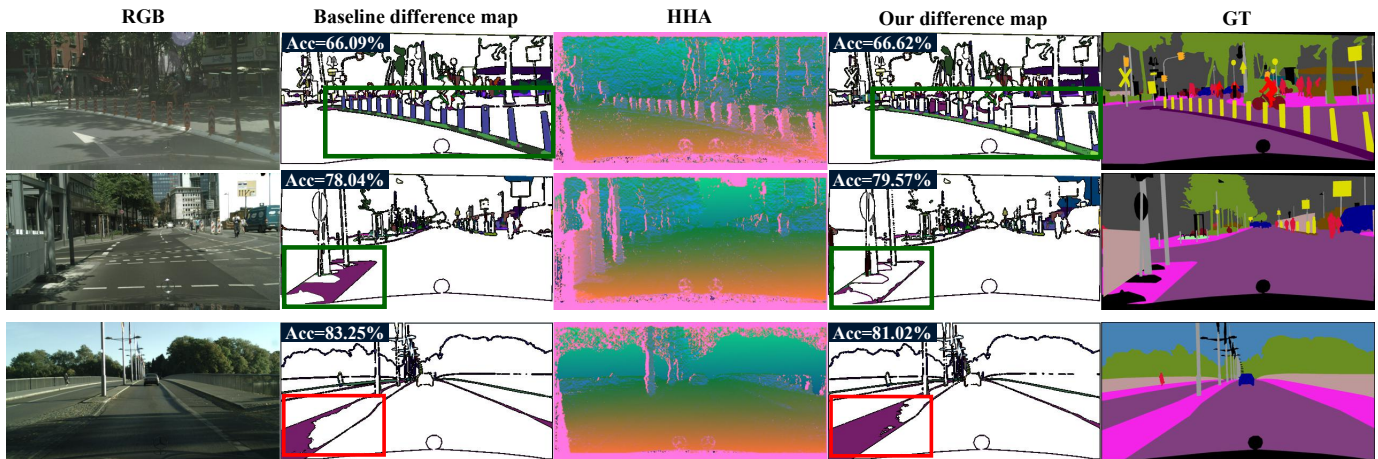 RGB Baseline difference map HHA Our difference map GT
Acc=66.09% Acc=66.62%
Acc=78.04% Acc=79.57%
Acc=83.25% Acc=81.02%